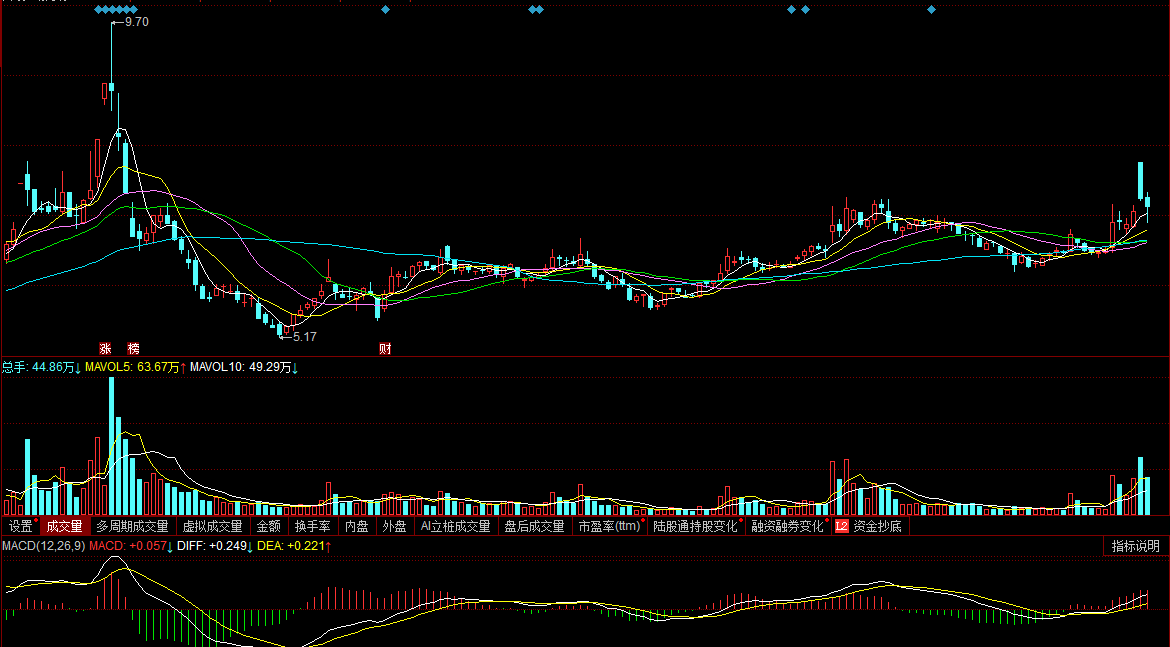 9.70
5.17
涨 榜 财
总手: 44.86万↓ MAVOL5: 63.67万↑ MAVOL10: 49.29万↓
设置 成交量 多周期成交量 虚拟成交量 金额 换手率 内盘 外盘 AI立桩成交量 盘后成交量 市盈率(ttm) 陆股通持股变化 融资融券变化 L2 资金抄底
MACD(12,26,9) MACD: +0.057↓ DIFF: +0.249↓ DEA: +0.221↑ 指标说明